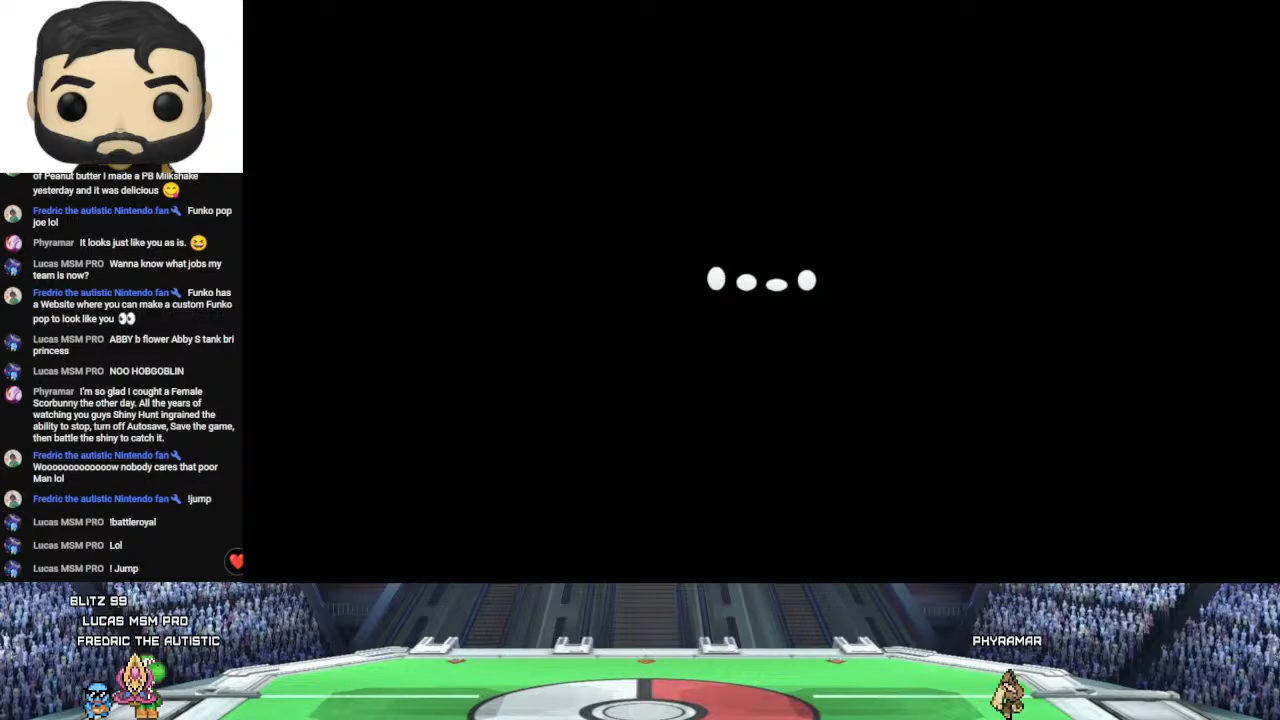 of Peanut butter I made a PB Milkshake
yesterday and it was delicious 😋
Fredric the autistic Nintendo fan Funko pop
joe lol
Phyramar It looks just like you as is. 😆
Lucas MSM PRO Wanna know what jobs my
team is now?
Fredric the autistic Nintendo fan Funko has
a Website where you can make a custom Funko
pop to look like you 👀
Lucas MSM PRO ABBY b flower Abby S tank bri
princess
Lucas MSM PRO NOO HOBGOBLIN
Phyramar I'm so glad I cought a Female
Scorbunny the other day. All the years of
watching you guys Shiny Hunt ingrained the
ability to stop, turn off Autosave, Save the game,
then battle the shiny to catch it.
Fredric the autistic Nintendo fan
Woooooooooooow nobody cares that poor
Man lol
Fredric the autistic Nintendo fan !jump
Lucas MSM PRO !battleroyal
Lucas MSM PRO Lol
Lucas MSM PRO ! Jump
BLITZ 99
LUCAS MSM PRO
FREDRIC THE AUTISTIC
PHYRAMAR